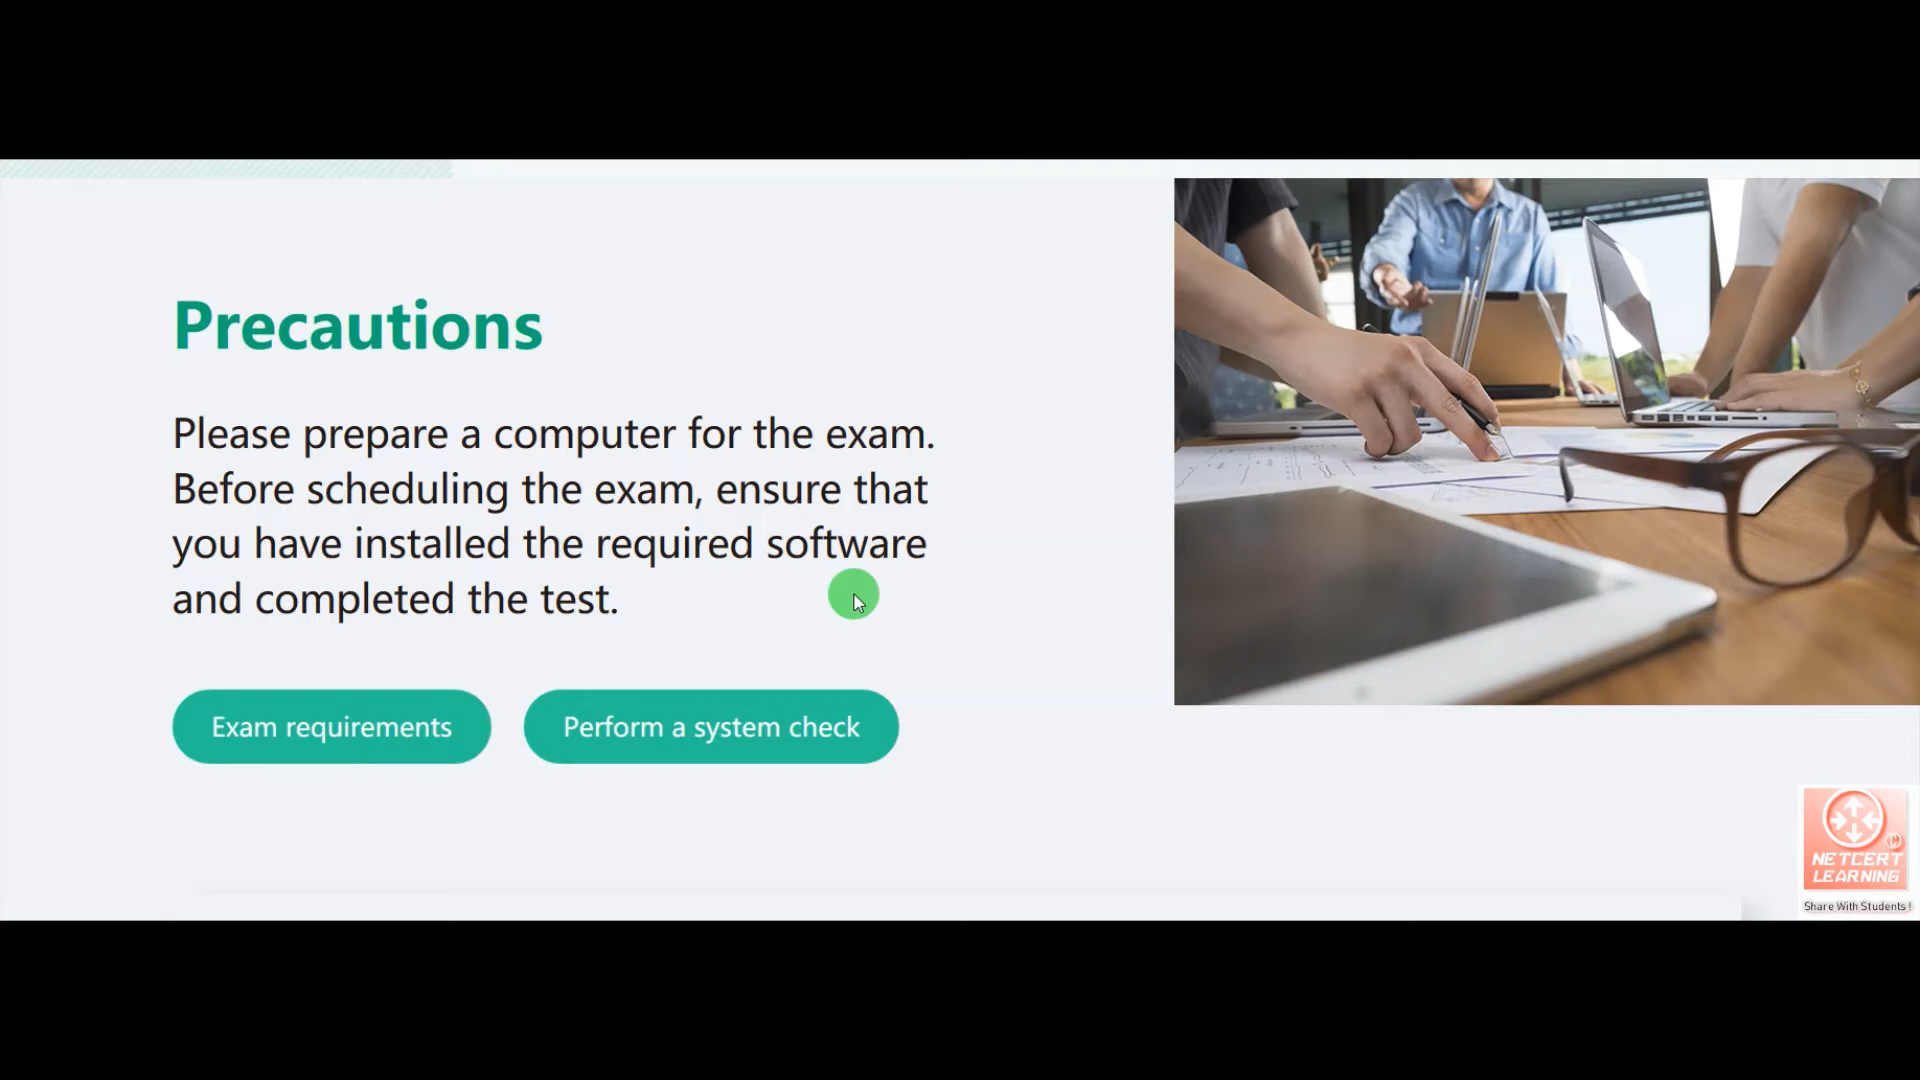 Precautions
Please prepare a computer for the exam.
Before scheduling the exam, ensure that
you have installed the required software
and completed the test.
Exam requirements
Perform a system check
©
NETCERT
LEARNING
Share With Students !